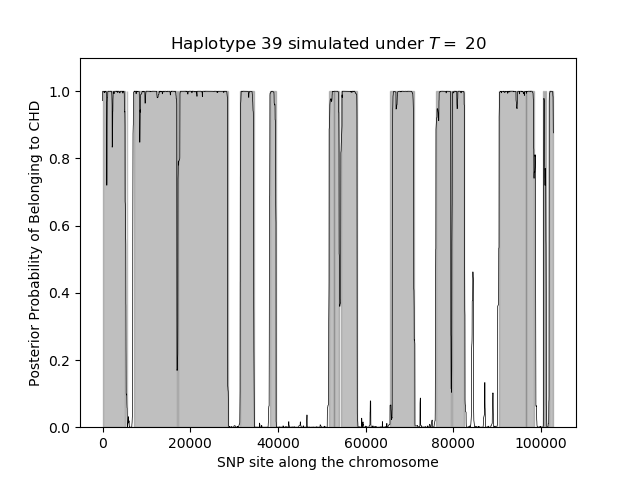 Haplotype 39 simulated under T = 20
Posterior Probability of Belonging to CHD
1.0
0.8
0.6
0.4
0.2
0.0
0 20000 40000 60000 80000 100000
SNP site along the chromosome